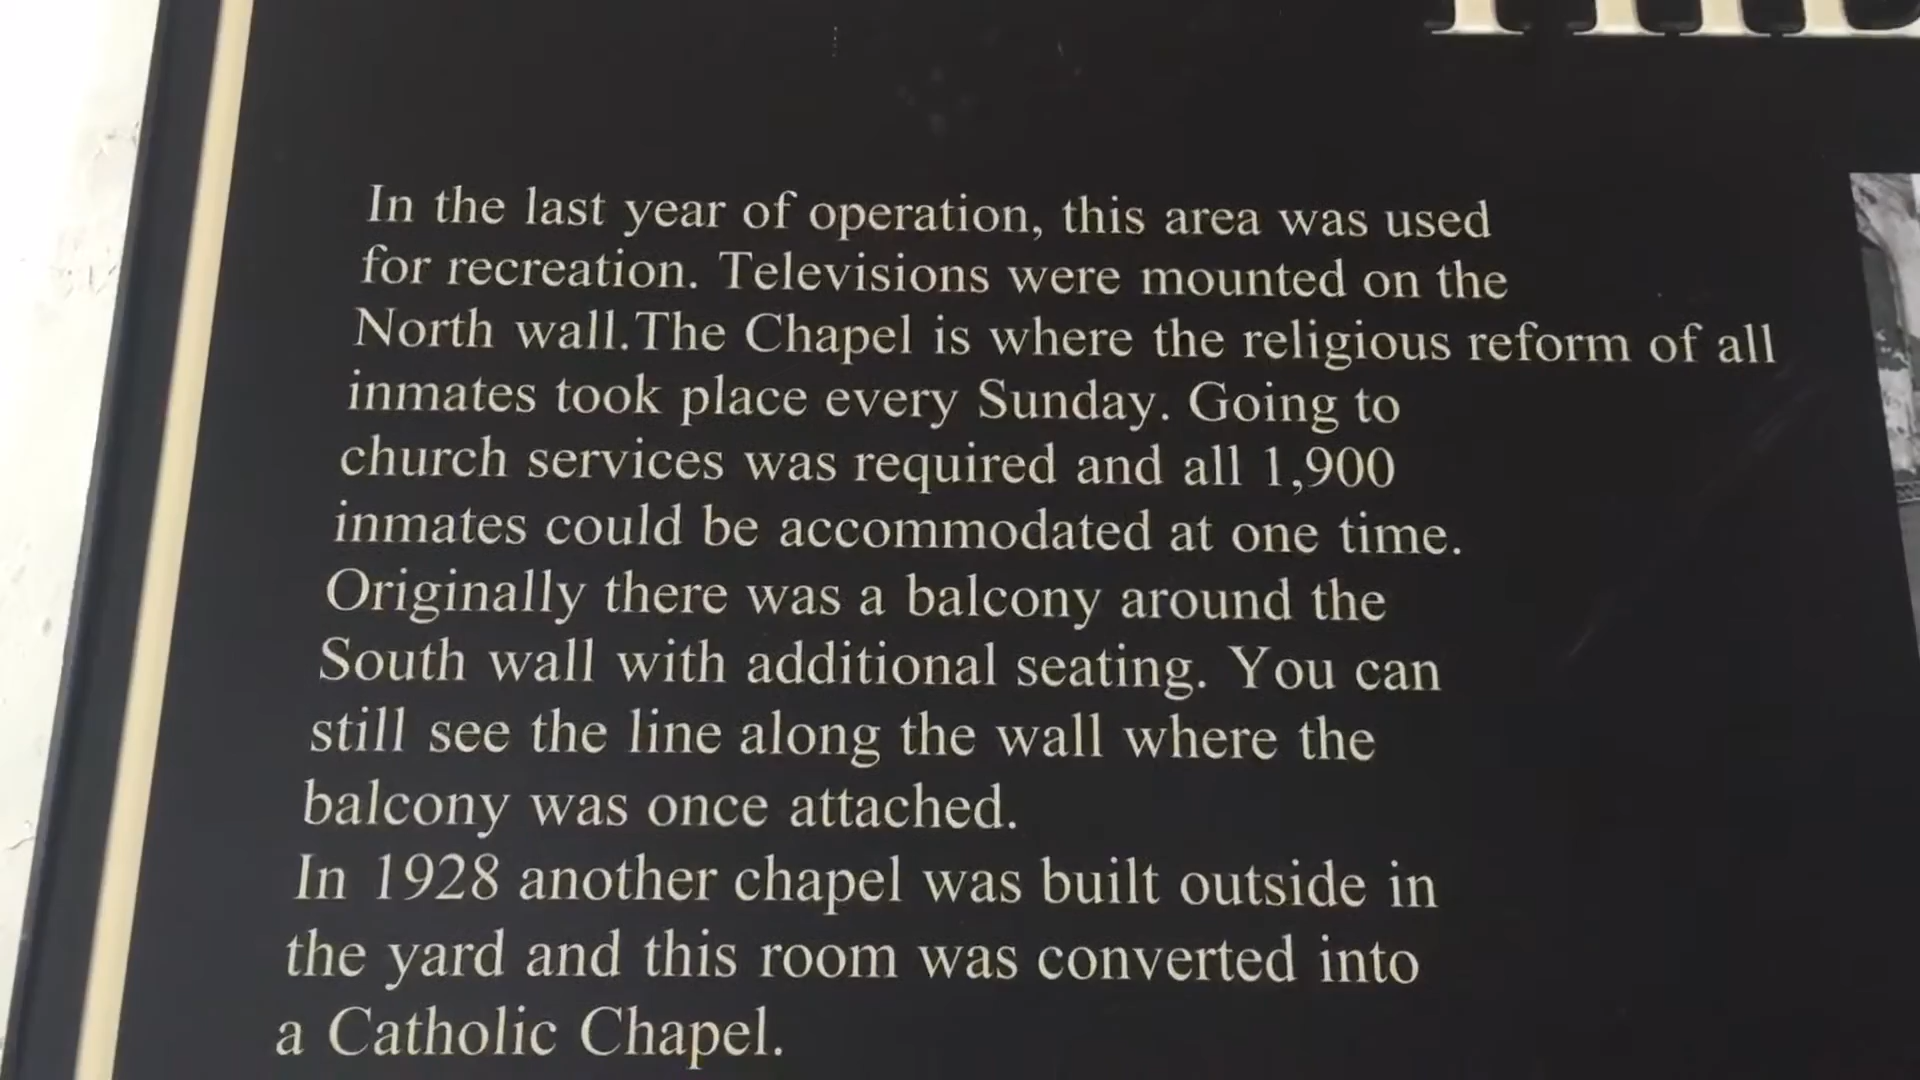 THE
In the last year of operation, this area was used
for recreation. Televisions were mounted on the
North wall.The Chapel is where the religious reform of all
inmates took place every Sunday. Going to
church services was required and all 1,900
inmates could be accommodated at one time.
Originally there was a balcony around the
South wall with additional seating. You can
still see the line along the wall where the
balcony was once attached.
In 1928 another chapel was built outside in
the yard and this room was converted into
a Catholic Chapel.